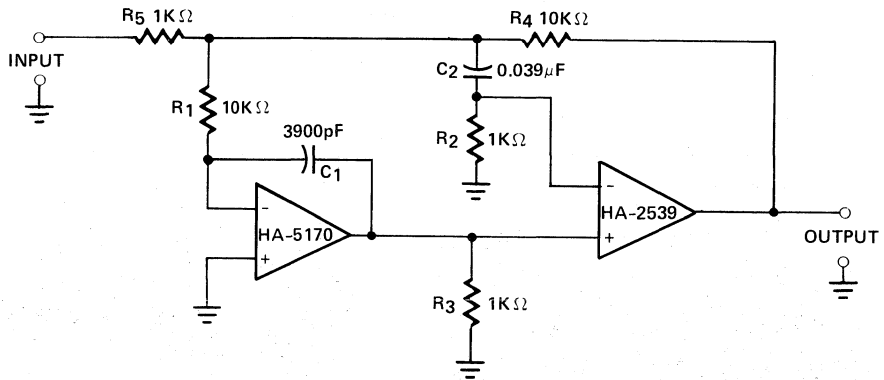 R5 1KΩ
R4 10KΩ
INPUT
C2 0.039μF
R1 10KΩ
3900pF
C1
R2 1KΩ
-
HA-5170
+
-
HA-2539
+
OUTPUT
R3 1KΩ